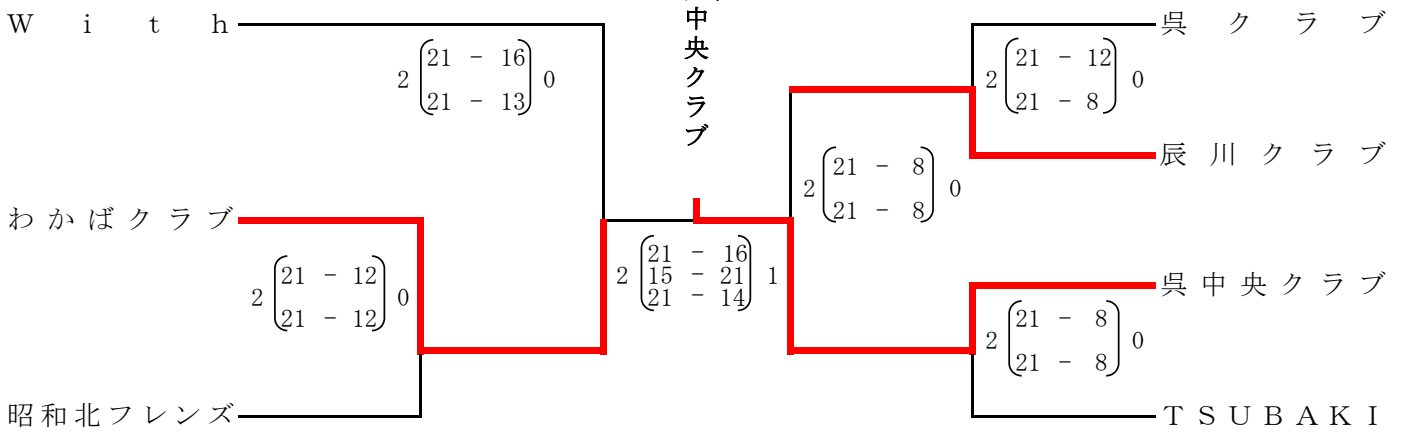 Ｗｉｔｈ
2 21 - 16 0
21 - 13
わかばクラブ
2 21 - 12 0
21 - 12
昭和北フレンズ
中央クラブ
2 21 - 16 1
15 - 21
21 - 14
呉クラブ
2 21 - 12 0
21 - 8
辰川クラブ
2 21 - 8 0
21 - 8
呉中央クラブ
2 21 - 8 0
21 - 8
ＴＳＵＢＡＫＩ